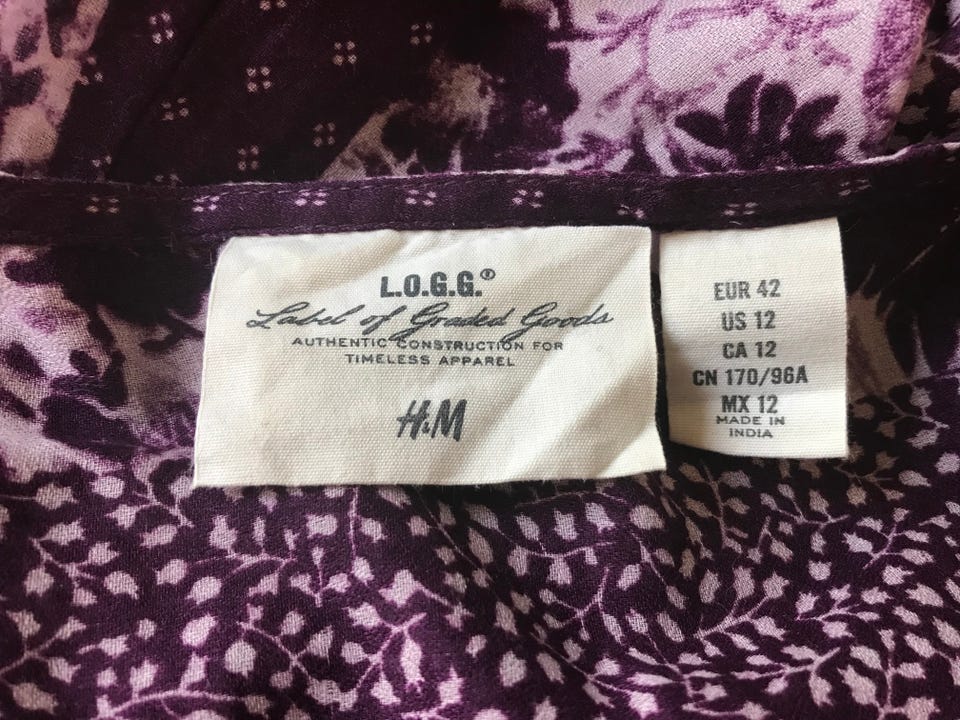 L.O.G.G.®
Label of Graded Goods
AUTHENTIC CONSTRUCTION FOR
TIMELESS APPAREL
H&M
EUR 42
US 12
CA 12
CN 170/96A
MX 12
MADE IN
INDIA